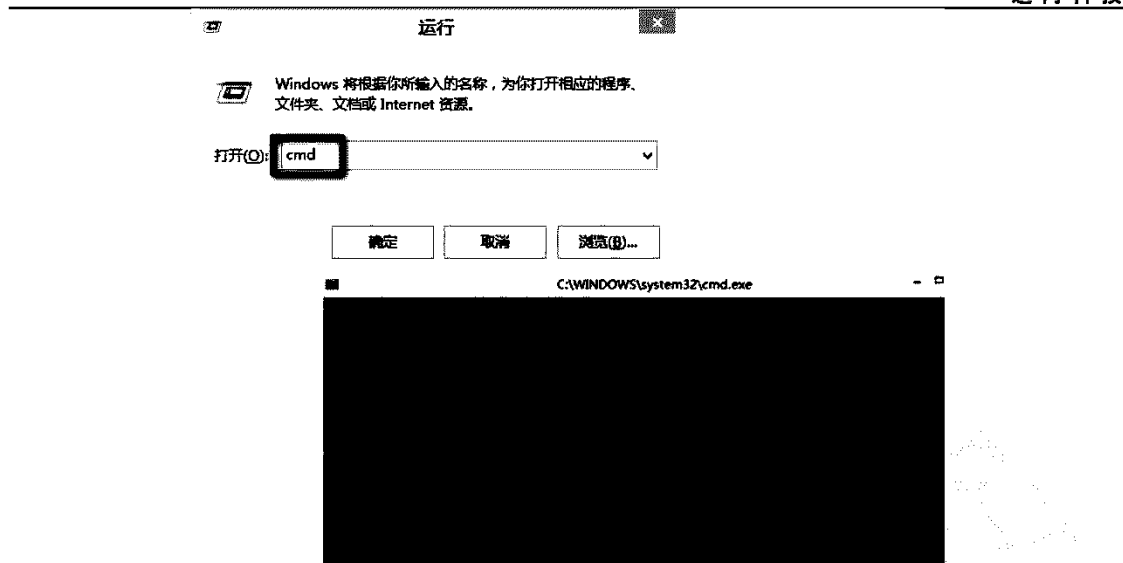 运行
Windows 将根据你所输入的名称，为你打开相应的程序、
文件夹、文档或 Internet 资源。
打开(O): cmd
确定 取消 浏览(B)...
C:\WINDOWS\system32\cmd.exe